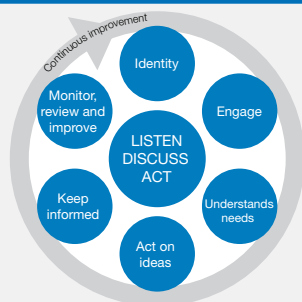 Continuous improvement
Identity
Engage
Understands
needs
Act on
ideas
Keep
informed
Monitor,
review and
improve
LISTEN
DISCUSS
ACT